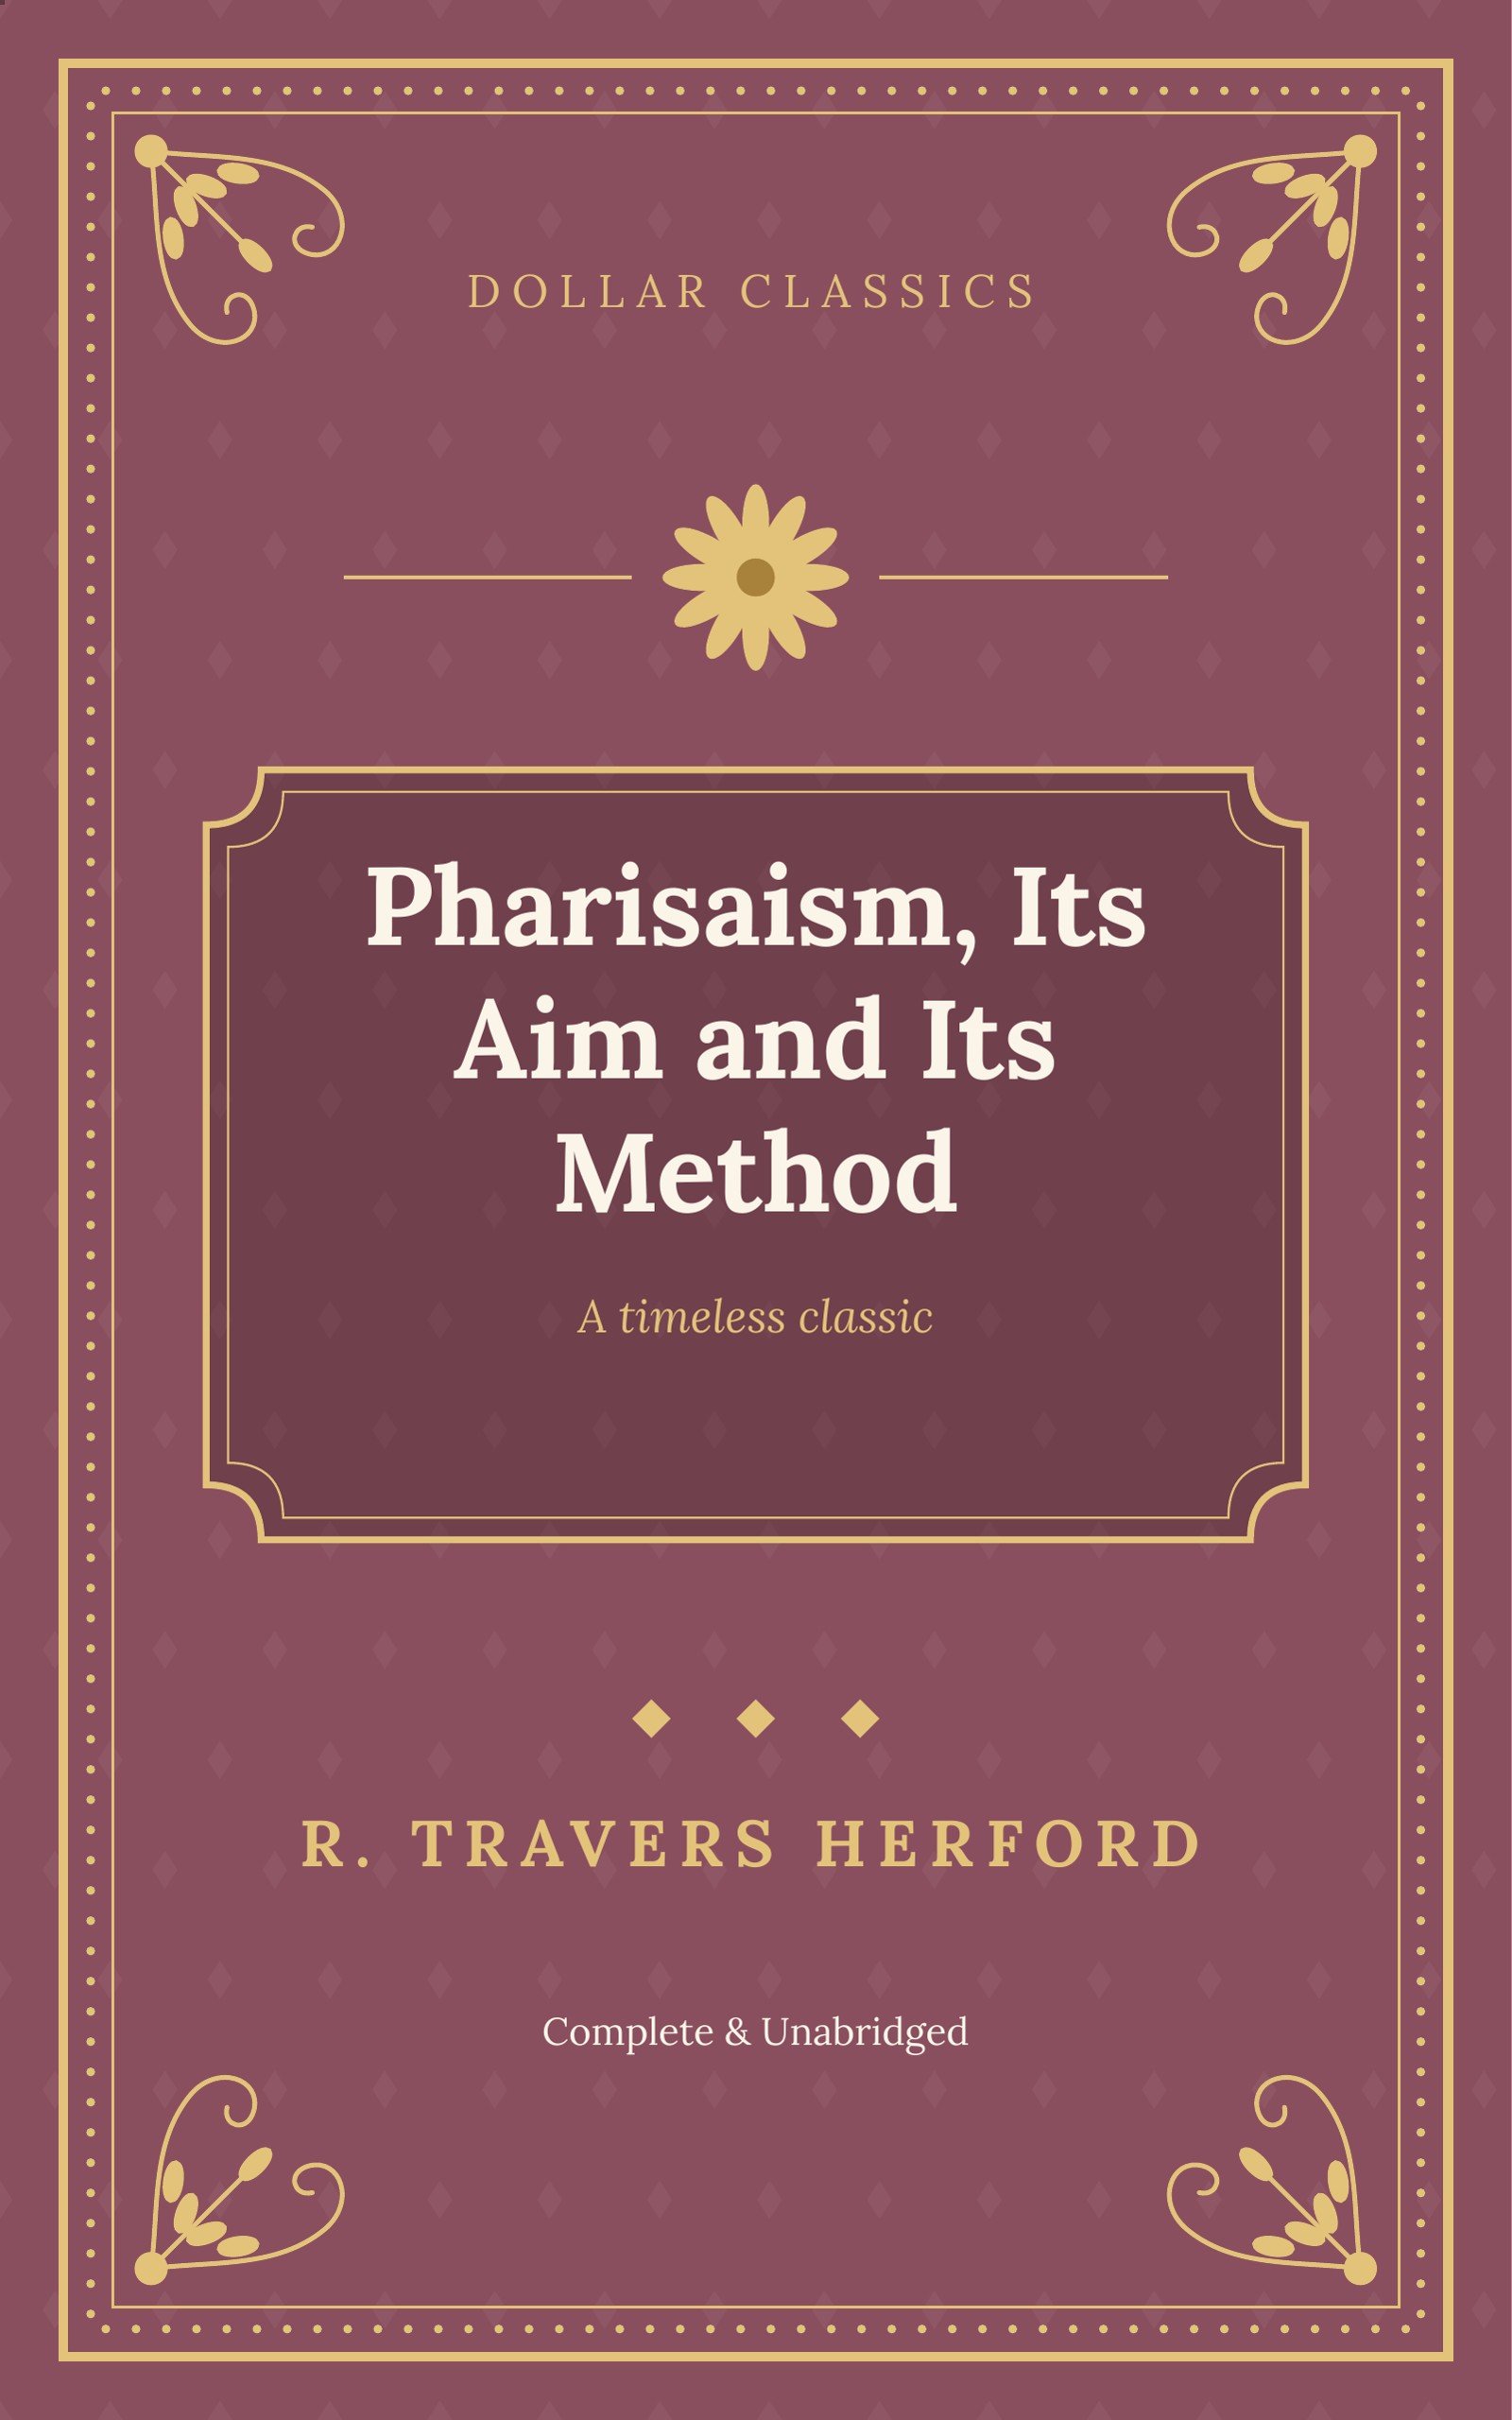 DOLLAR CLASSICS
Pharisaism, Its
Aim and Its
Method
A timeless classic
R. TRAVERS HERFORD
Complete & Unabridged